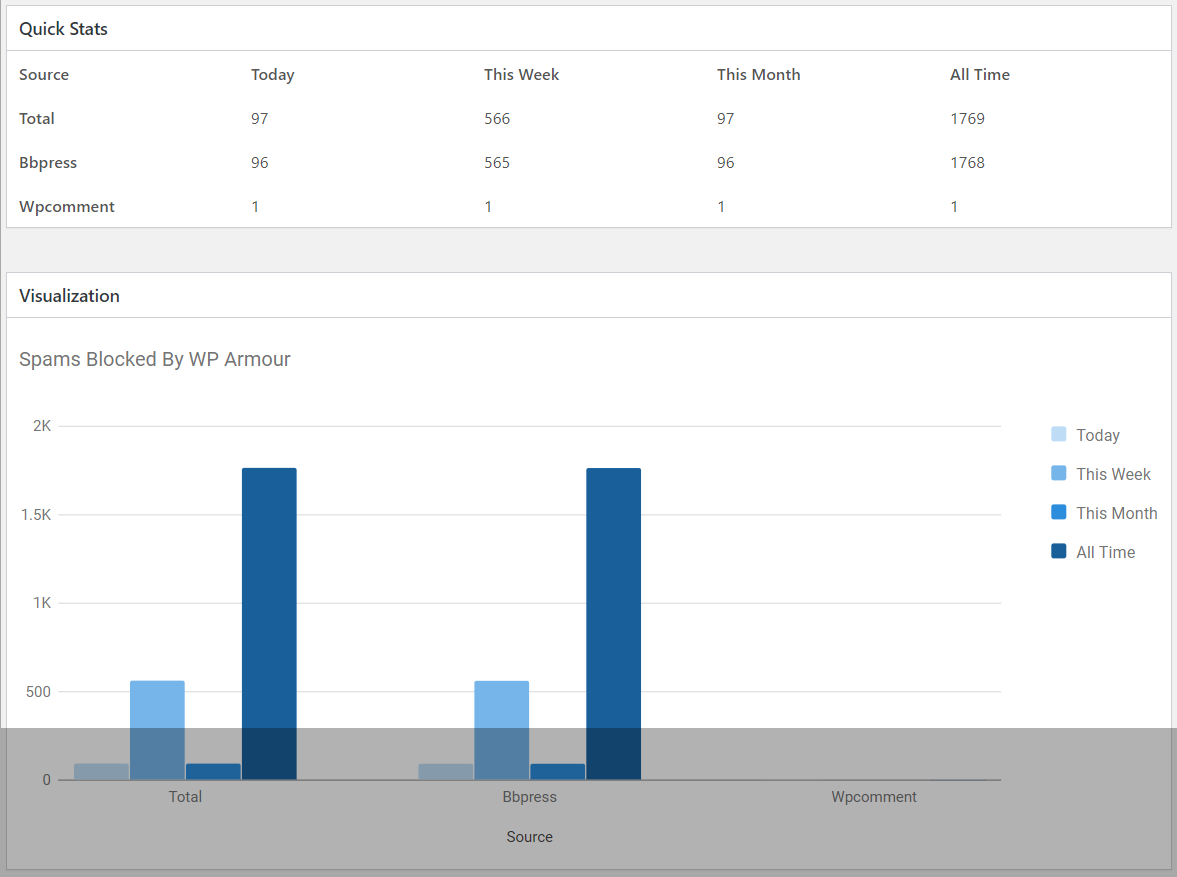 Quick Stats
Source Today This Week This Month All Time
Total 97 566 97 1769
Bbpress 96 565 96 1768
Wpcomment 1 1 1 1
Visualization
Spams Blocked By WP Armour
2K
1.5K
1K
500
0
Today
This Week
This Month
All Time
Total Bbpress Wpcomment
Source